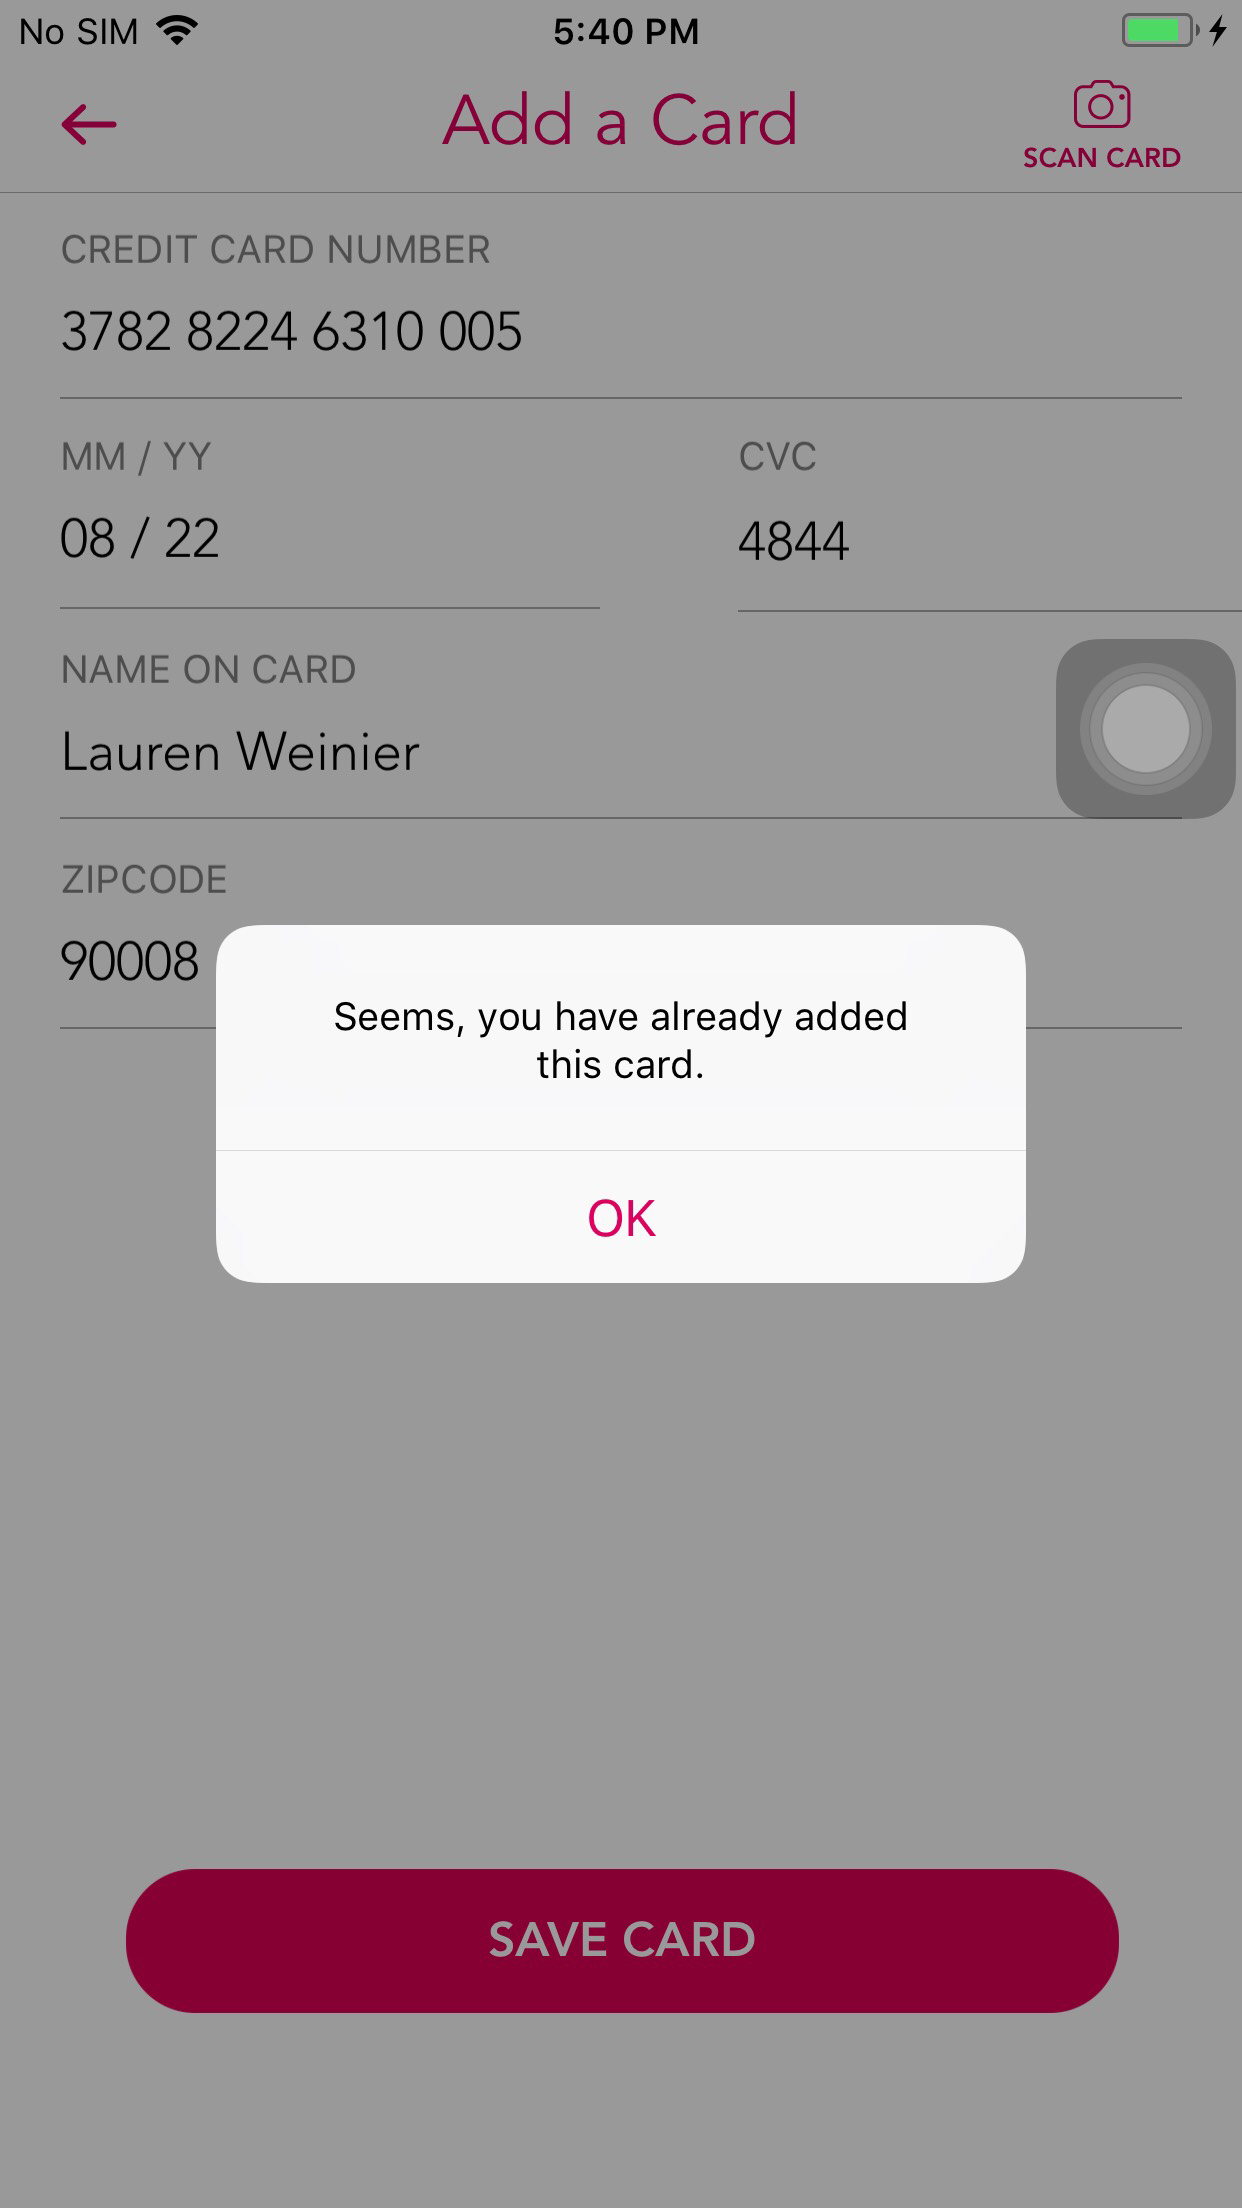 No SIM 5:40 PM
Add a Card
SCAN CARD
CREDIT CARD NUMBER
3782 8224 6310 005
MM / YY CVC
08 / 22 4844
NAME ON CARD
Lauren Weinier
ZIPCODE
90008
Seems, you have already added
this card.
OK
SAVE CARD